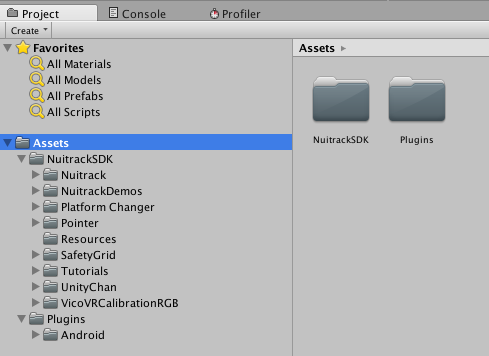 Project Console Profiler
Create
Favorites
All Materials
All Models
All Prefabs
All Scripts
Assets
NuitrackSDK
Nuitrack
NuitrackDemos
Platform Changer
Pointer
Resources
SafetyGrid
Tutorials
UnityChan
VicoVRCalibrationRGB
Plugins
Android
Assets
NuitrackSDK Plugins